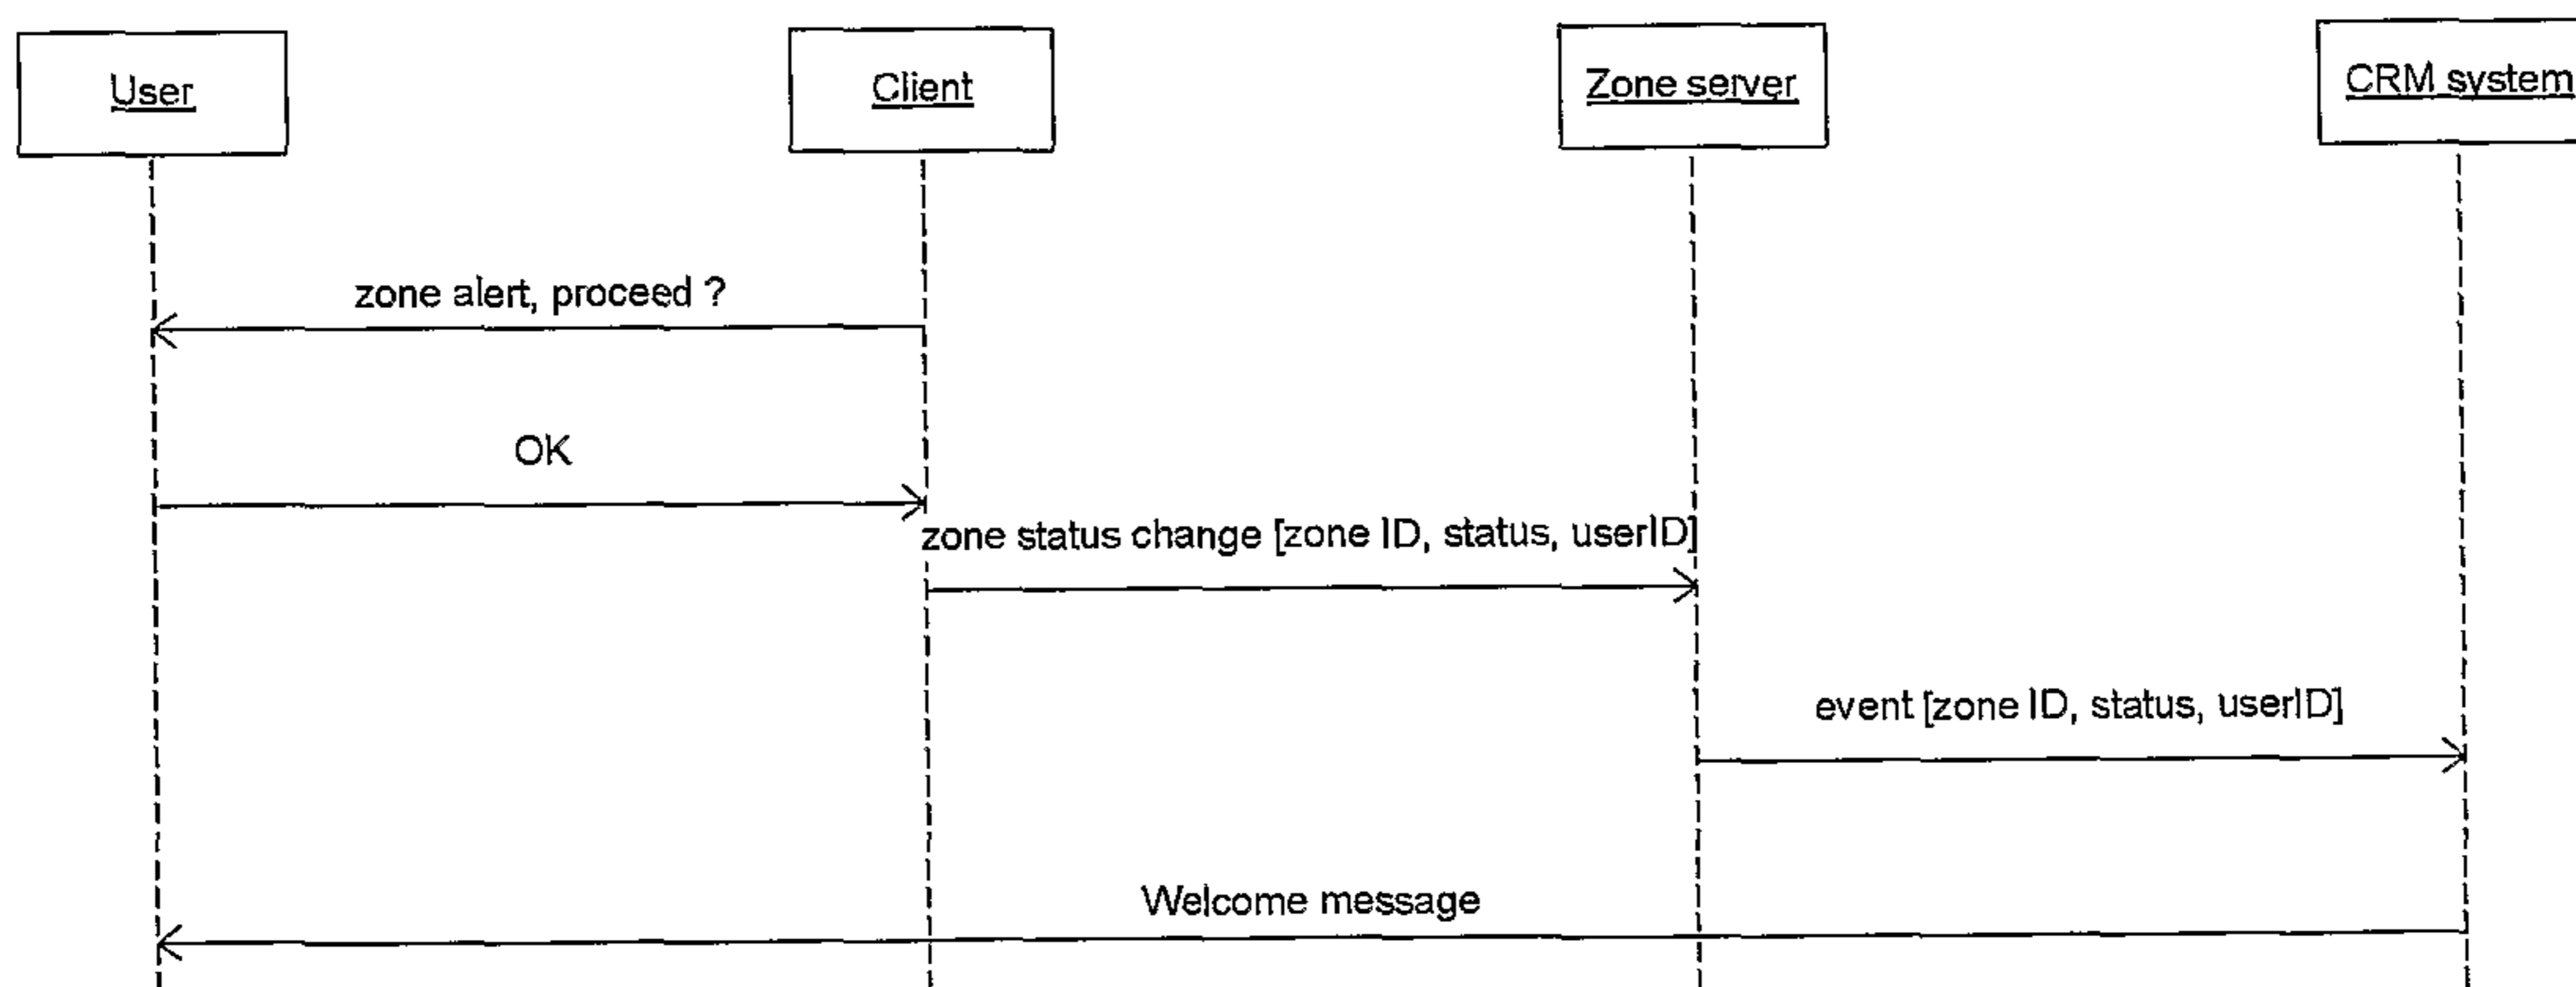 User
Client
Zone server
CRM system
zone alert, proceed ?
OK
zone status change [zone ID, status, userID]
event [zone ID, status, userID]
Welcome message